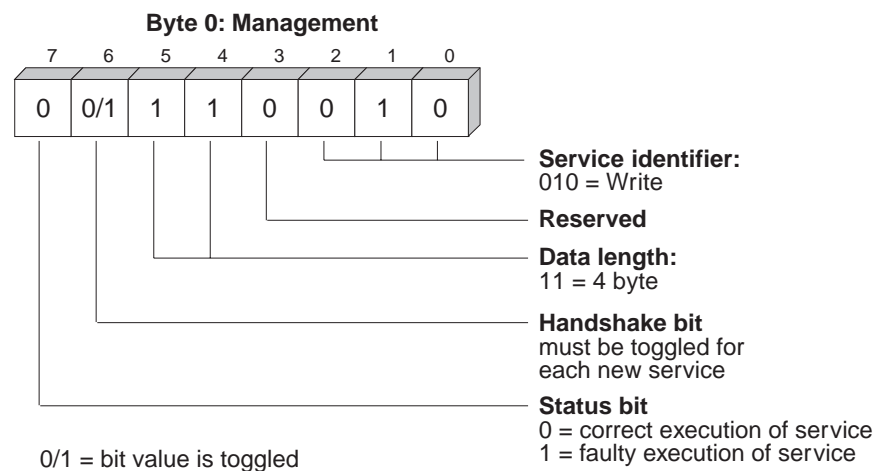 Byte 0: Management
7 6 5 4 3 2 1 0
0 0/1 1 1 0 0 1 0
Service identifier:
010 = Write
Reserved
Data length:
11 = 4 byte
Handshake bit
must be toggled for
each new service
Status bit
0 = correct execution of service
1 = faulty execution of service
0/1 = bit value is toggled